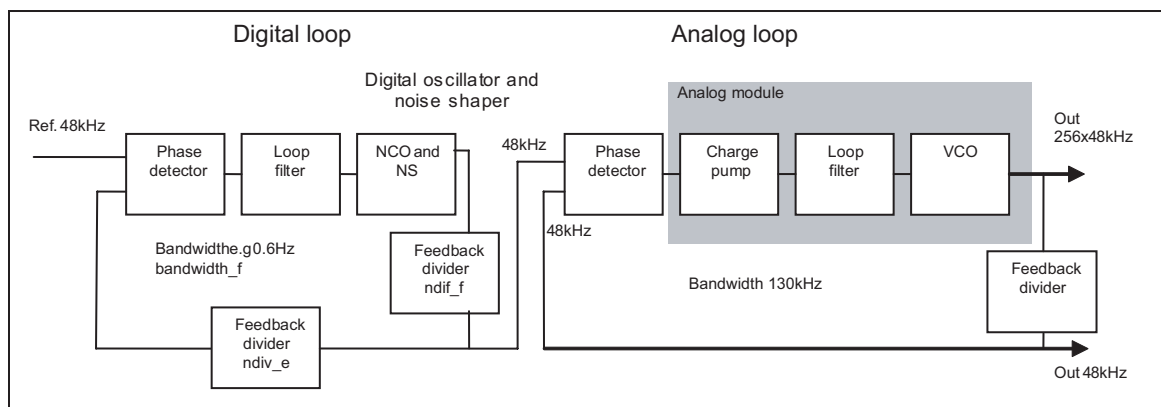 Digital loop
Analog loop
Digital oscillator and
noise shaper
Analog module
Ref. 48kHz
Phase
detector
Loop
filter
NCO and
NS
48kHz
Phase
detector
Charge
pump
Loop
filter
VCO
Out
256x48kHz
48kHz
Bandwidthe.g0.6Hz
bandwidth_f
Feedback
divider
ndif_f
Bandwidth 130kHz
Feedback
divider
Feedback
divider
ndiv_e
Out 48kHz